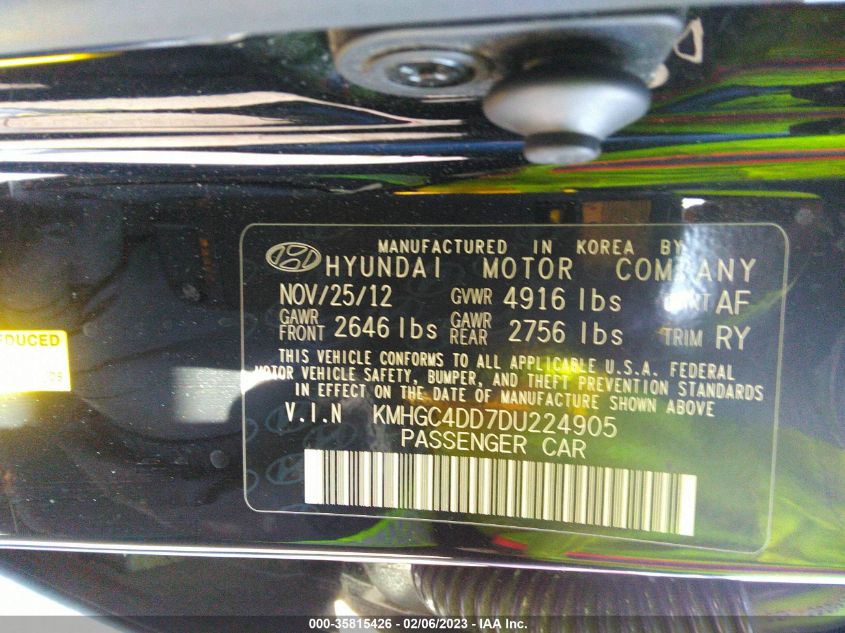 MANUFACTURED IN KOREA BY
HYUNDAI MOTOR COMPANY
NOV/25/12 GVWR 4916 lbs AF
GAWR FRONT 2646 lbs GAWR REAR 2756 lbs TRIM RY
THIS VEHICLE CONFORMS TO ALL APPLICABLE U.S.A. FEDERAL
MOTOR VEHICLE SAFETY, BUMPER, AND THEFT PREVENTION STANDARDS
IN EFFECT ON THE DATE OF MANUFACTURE SHOWN ABOVE
V.I.N KMHGC4DD7DU224905
PASSENGER CAR
000-35815426 - 02/06/2023 - IAA Inc.